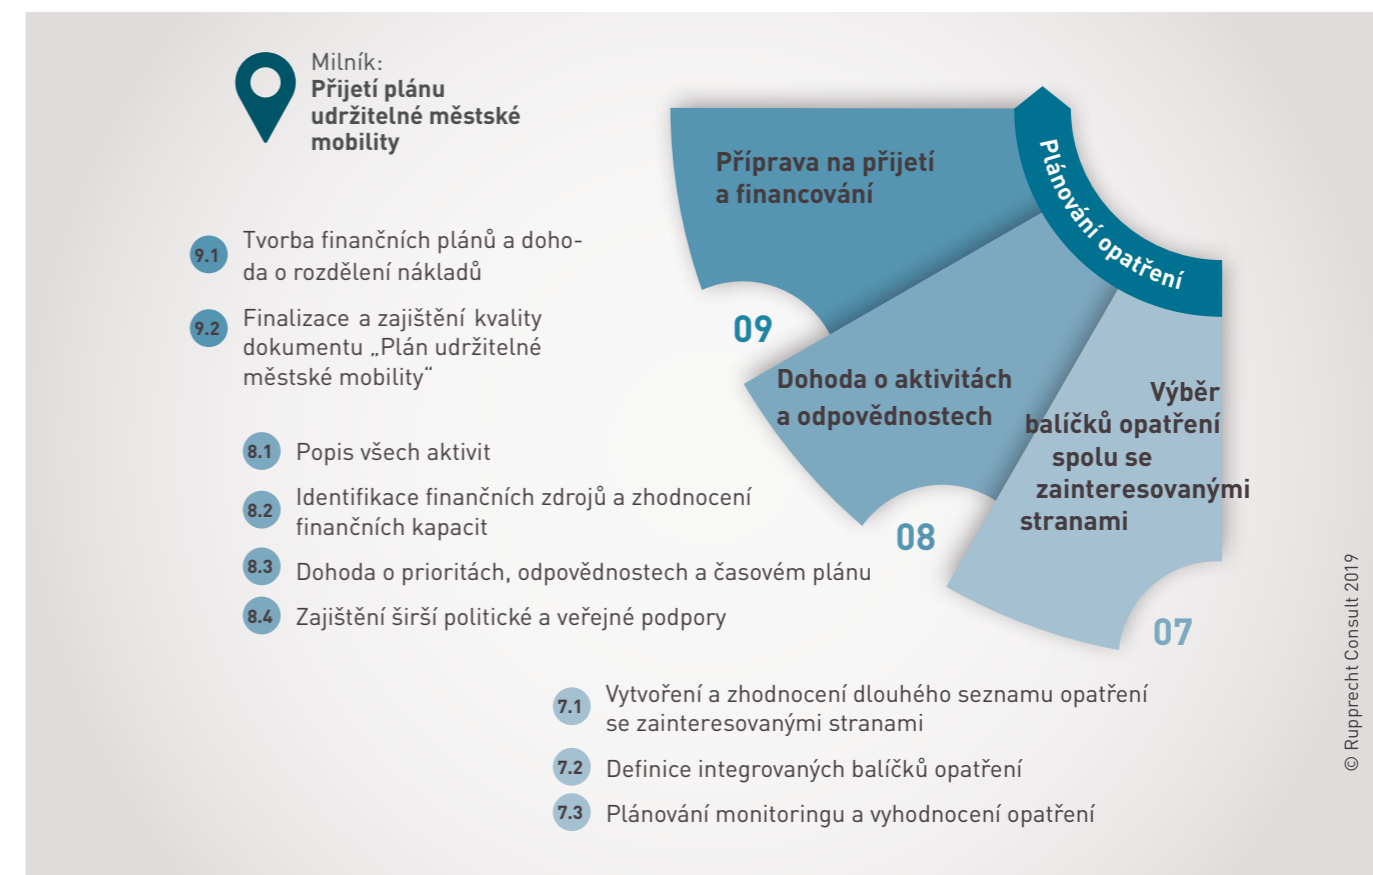 Milník:
Přijetí plánu
udržitelné městské
mobility
Plánování opatření
Příprava na přijetí
a financování
09
9.1 Tvorba finančních plánů a doho-
da o rozdělení nákladů
9.2 Finalizace a zajištění kvality
dokumentu „Plán udržitelné
městské mobility“
Dohoda o aktivitách
a odpovědnostech
08
8.1 Popis všech aktivit
8.2 Identifikace finančních zdrojů a zhodnocení
finančních kapacit
8.3 Dohoda o prioritách, odpovědnostech a časovém plánu
8.4 Zajištění širší politické a veřejné podpory
Výběr
balíčků opatření
spolu se
zainteresovanými
stranami
07
7.1 Vytvoření a zhodnocení dlouhého seznamu opatření
se zainteresovanými stranami
7.2 Definice integrovaných balíčků opatření
7.3 Plánování monitoringu a vyhodnocení opatření
© Rupprecht Consult 2019